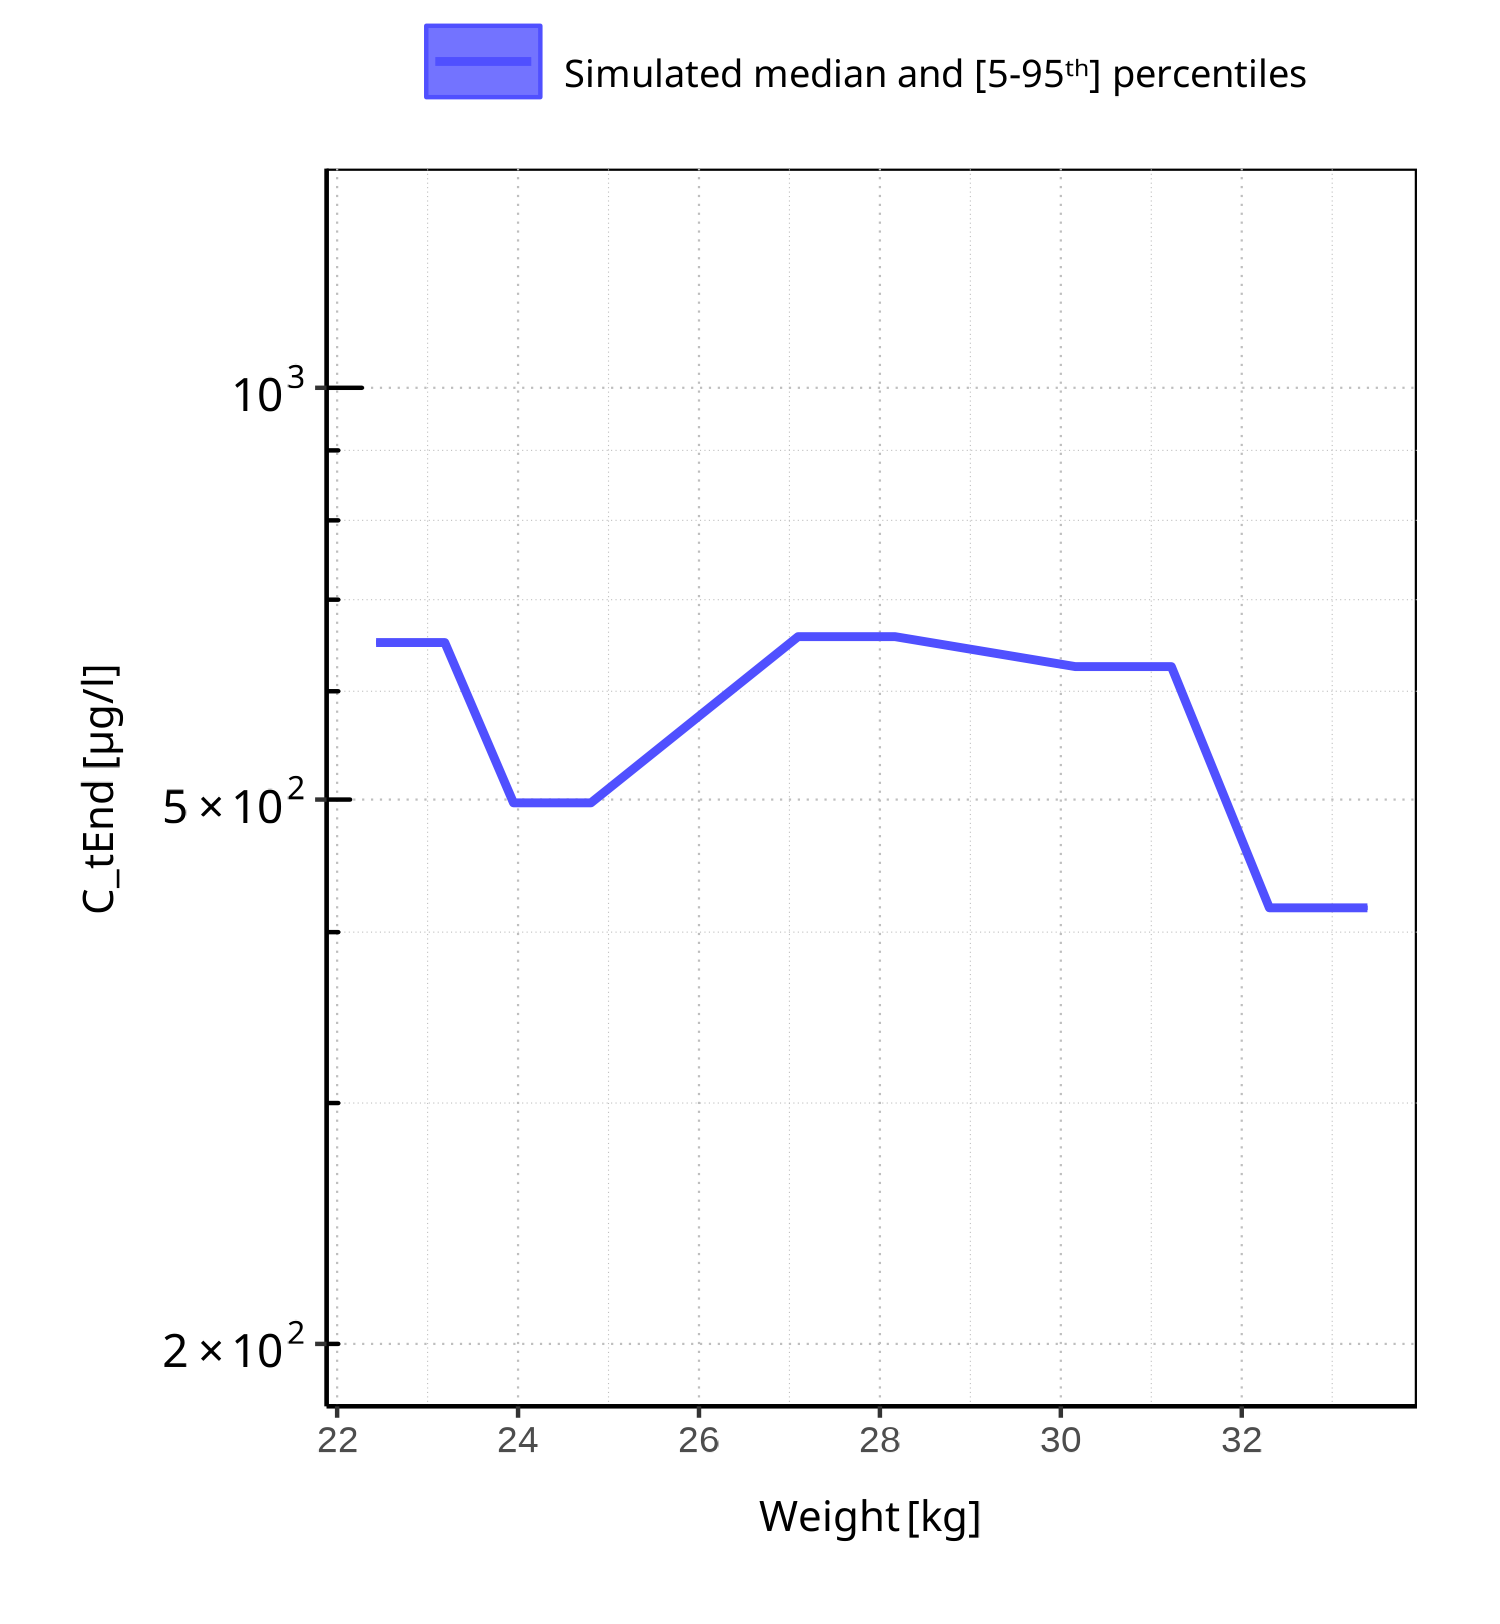 Simulated median and [5-95ᵗʰ] percentiles
10³
5 × 10²
2 × 10²
C_tEnd [µg/l]
22 24 26 28 30 32
Weight [kg]